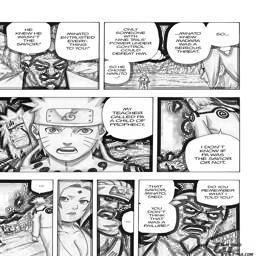 SO...
...MINATO
KNEW
MADARA
WAS A
SERIOUS
THREAT.
ONLY
SOMEONE
WITH
NINE TAILS'
POWER
UNDER
CONTROL
COULD
DEFEAT
HIM.
SO HE
CHOSE
NARUTO
MINATO
ENTRUSTED
EVERY-
THING TO
YOU?
HE
KNEW HE
WASN'T
THE
SAVIOR?
I DON'T
KNOW IF
I'M THE
SAVIOR
OR NOT.
MY
TEACHER
CALLED ME
A CHILD OF
PROPHECY.
DO YOU
REMEMBER
WHAT I
TOLD YOU?
THAT
SAVIOR,
MINATO,
DIED.
YOU
DON'T
THINK
THAT
WAS A
FAILURE?
...
...